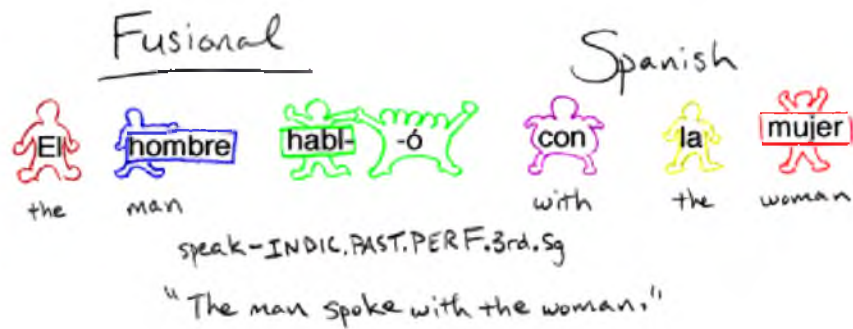 Fusional Spanish
El hombre habl- -ó con la mujer
the man with the woman
speak-INDIC.PAST.PERF.3rd.Sg
"The man spoke with the woman."